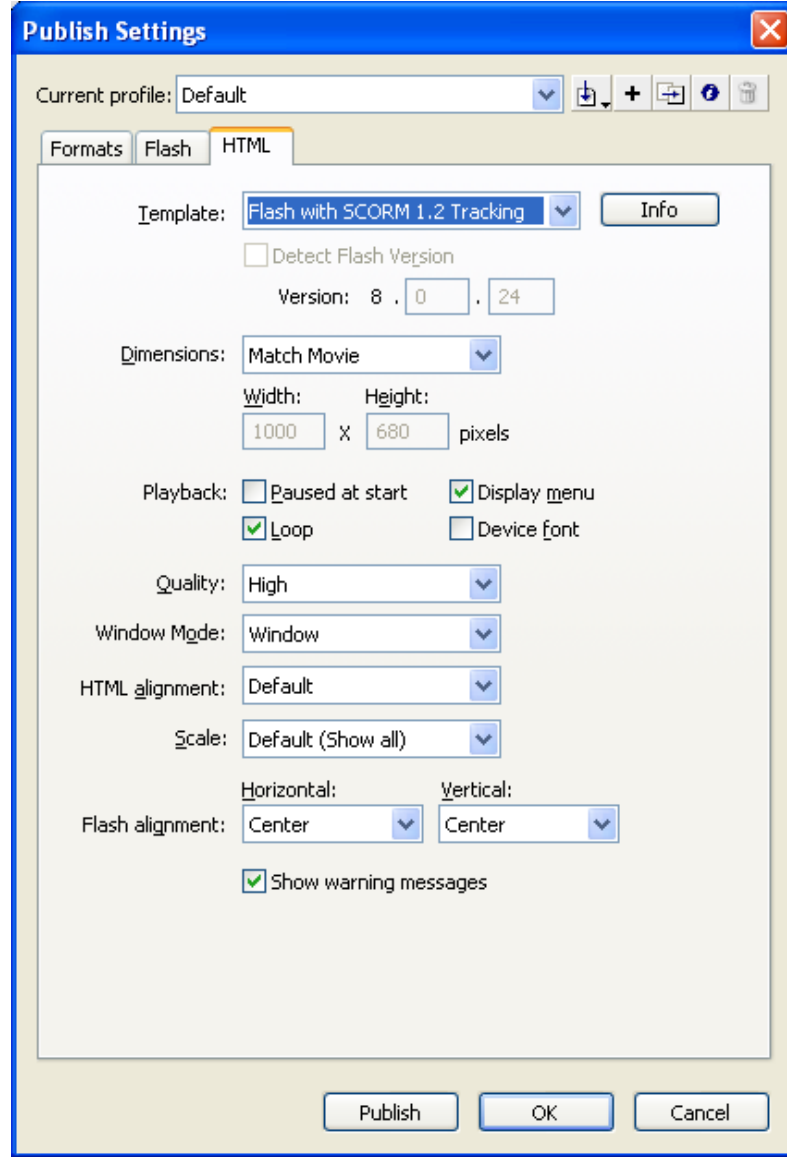 Publish Settings
Current profile: Default
Formats Flash HTML
Template: Flash with SCORM 1.2 Tracking Info
Detect Flash Version
Version: 8 . 0 . 24
Dimensions: Match Movie
Width: Height:
1000 X 680 pixels
Playback: Paused at start Display menu
Loop Device font
Quality: High
Window Mode: Window
HTML alignment: Default
Scale: Default (Show all)
Horizontal: Vertical:
Flash alignment: Center Center
Show warning messages
Publish OK Cancel